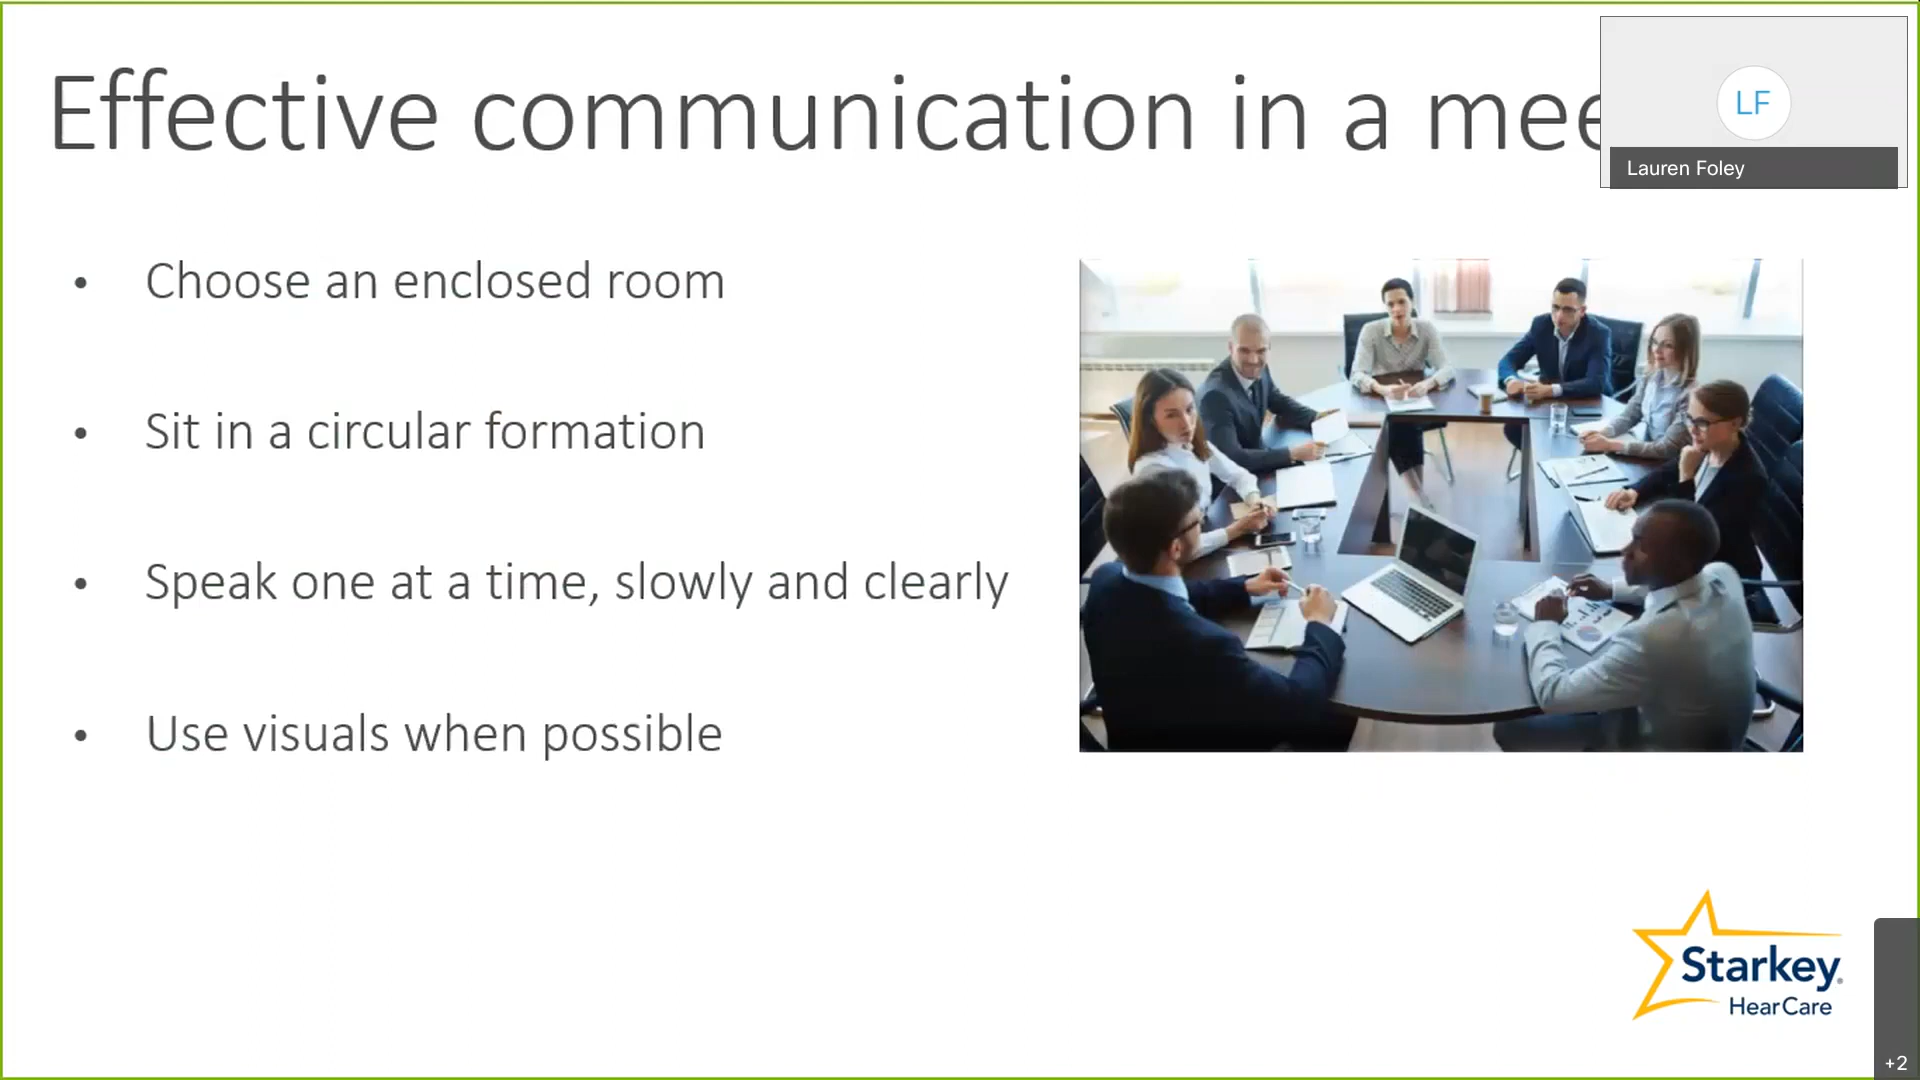 Effective communication in a mee
LF
Lauren Foley
• Choose an enclosed room
• Sit in a circular formation
• Speak one at a time, slowly and clearly
• Use visuals when possible
Starkey®
HearCare
+2